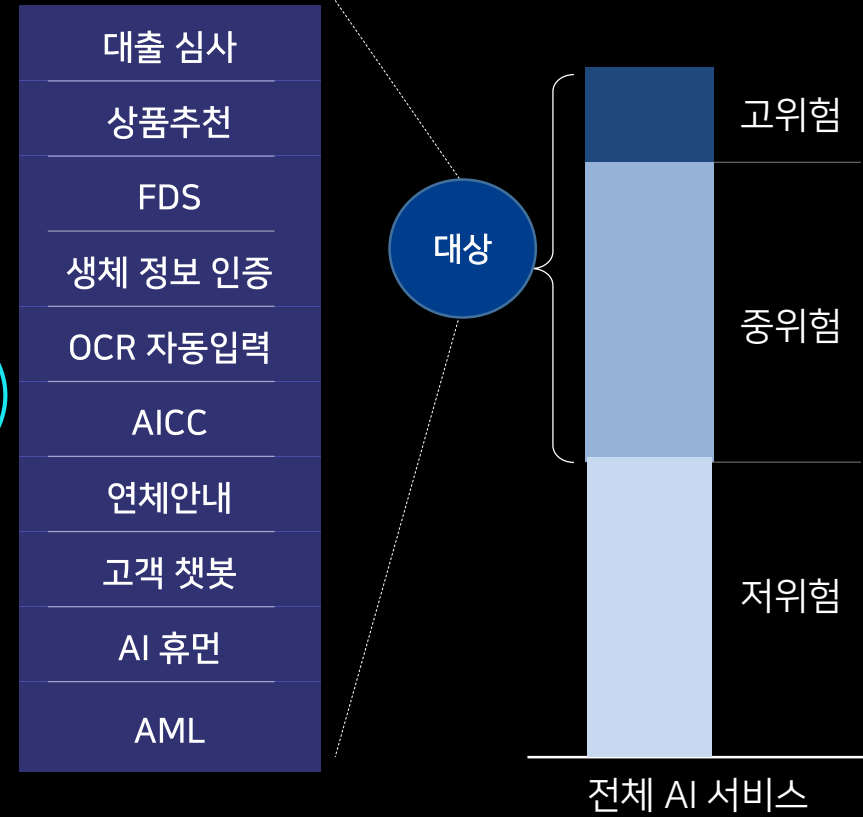 대출 심사
상품추천
FDS
생체 정보 인증
OCR 자동입력
AICC
연체안내
고객 챗봇
AI 휴먼
AML
대상
고위험
중위험
저위험
전체 AI 서비스